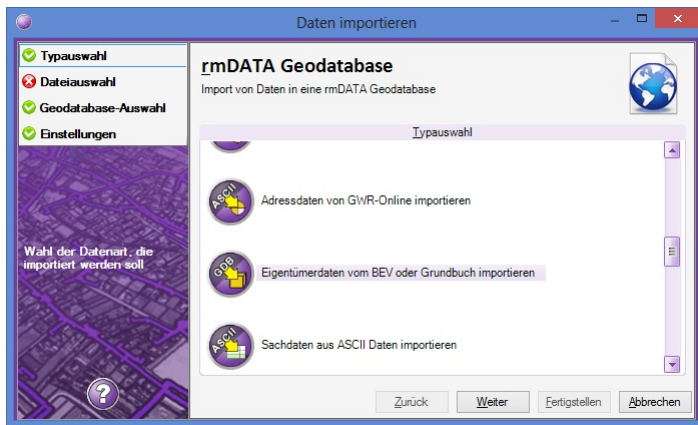 Daten importieren
Typauswahl
Dateiauswahl
Geodatabase-Auswahl
Einstellungen
Wahl der Datenart, die
importiert werden soll
?
rmDATA Geodatabase
Import von Daten in eine rmDATA Geodatabase
Typauswahl
ASCII
Adressdaten von GWR-Online importieren
GDB
Eigentümerdaten vom BEV oder Grundbuch importieren
ASCII
Sachdaten aus ASCII Daten importieren
Zurück
Weiter
Fertigstellen
Abbrechen